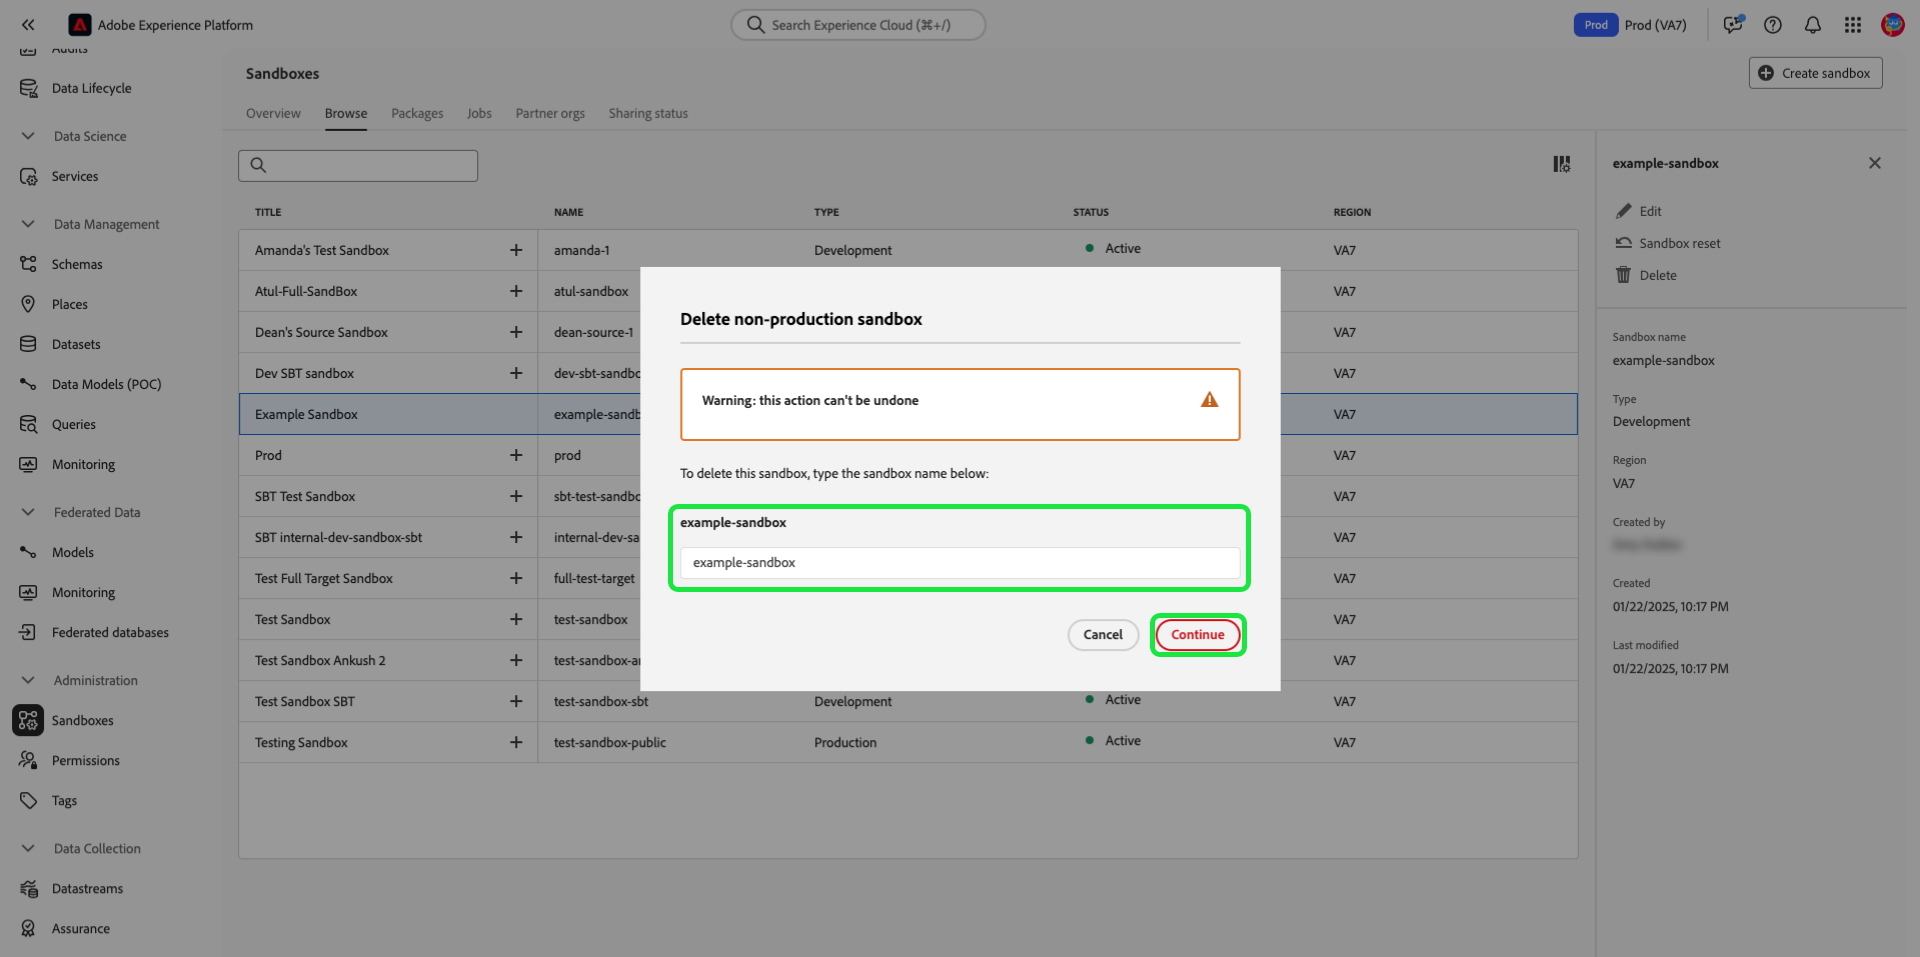 Adobe Experience Platform
Search Experience Cloud (⌘+/)
Prod
Prod (VA7)
Audits
Data Lifecycle
Data Science
Services
Data Management
Schemas
Places
Datasets
Data Models (POC)
Queries
Monitoring
Federated Data
Models
Monitoring
Federated databases
Administration
Sandboxes
Permissions
Tags
Data Collection
Datastreams
Assurance
Sandboxes
Create sandbox
Overview Browse Packages Jobs Partner orgs Sharing status
TITLE NAME TYPE STATUS REGION
Amanda's Test Sandbox amanda-1 Development Active VA7
Atul-Full-SandBox atul-sandbox VA7
Dean's Source Sandbox dean-source-1 VA7
Dev SBT sandbox dev-sbt-sandbo VA7
Example Sandbox example-sandb VA7
Prod prod VA7
SBT Test Sandbox sbt-test-sandbo VA7
SBT internal-dev-sandbox-sbt internal-dev-sa VA7
Test Full Target Sandbox full-test-target VA7
Test Sandbox test-sandbox VA7
Test Sandbox Ankush 2 test-sandbox-a VA7
Test Sandbox SBT test-sandbox-sbt Development Active VA7
Testing Sandbox test-sandbox-public Production Active VA7
Delete non-production sandbox
Warning: this action can't be undone
To delete this sandbox, type the sandbox name below:
example-sandbox
example-sandbox
Cancel
Continue
example-sandbox
Edit
Sandbox reset
Delete
Sandbox name
example-sandbox
Type
Development
Region
VA7
Created by
Created
01/22/2025, 10:17 PM
Last modified
01/22/2025, 10:17 PM